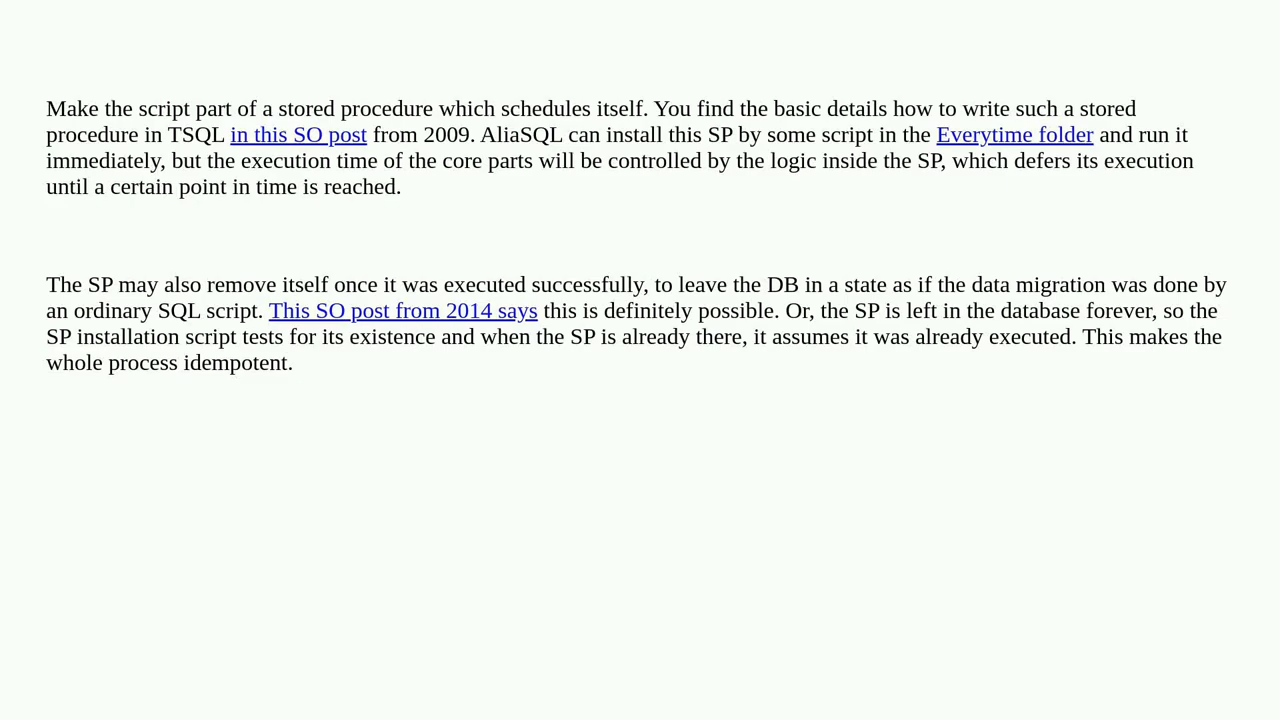 Make the script part of a stored procedure which schedules itself. You find the basic details how to write such a stored
procedure in TSQL in this SO post from 2009. AliaSQL can install this SP by some script in the Everytime folder and run it
immediately, but the execution time of the core parts will be controlled by the logic inside the SP, which defers its execution
until a certain point in time is reached.
The SP may also remove itself once it was executed successfully, to leave the DB in a state as if the data migration was done by
an ordinary SQL script. This SO post from 2014 says this is definitely possible. Or, the SP is left in the database forever, so the
SP installation script tests for its existence and when the SP is already there, it assumes it was already executed. This makes the
whole process idempotent.